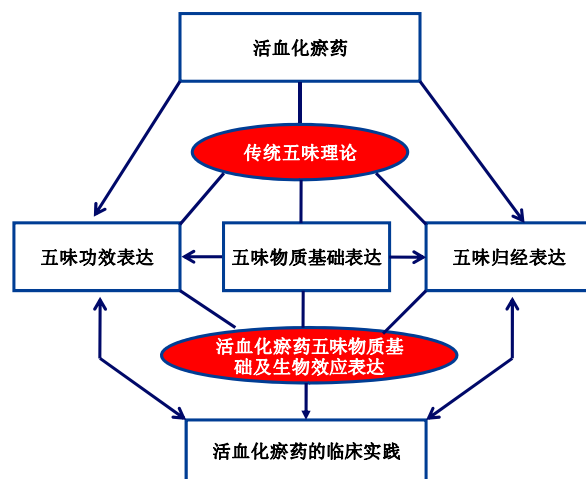 活血化瘀药
传统五味理论
五味功效表达
五味物质基础表达
五味归经表达
活血化瘀药五味物质基
础及生物效应表达
活血化瘀药的临床实践